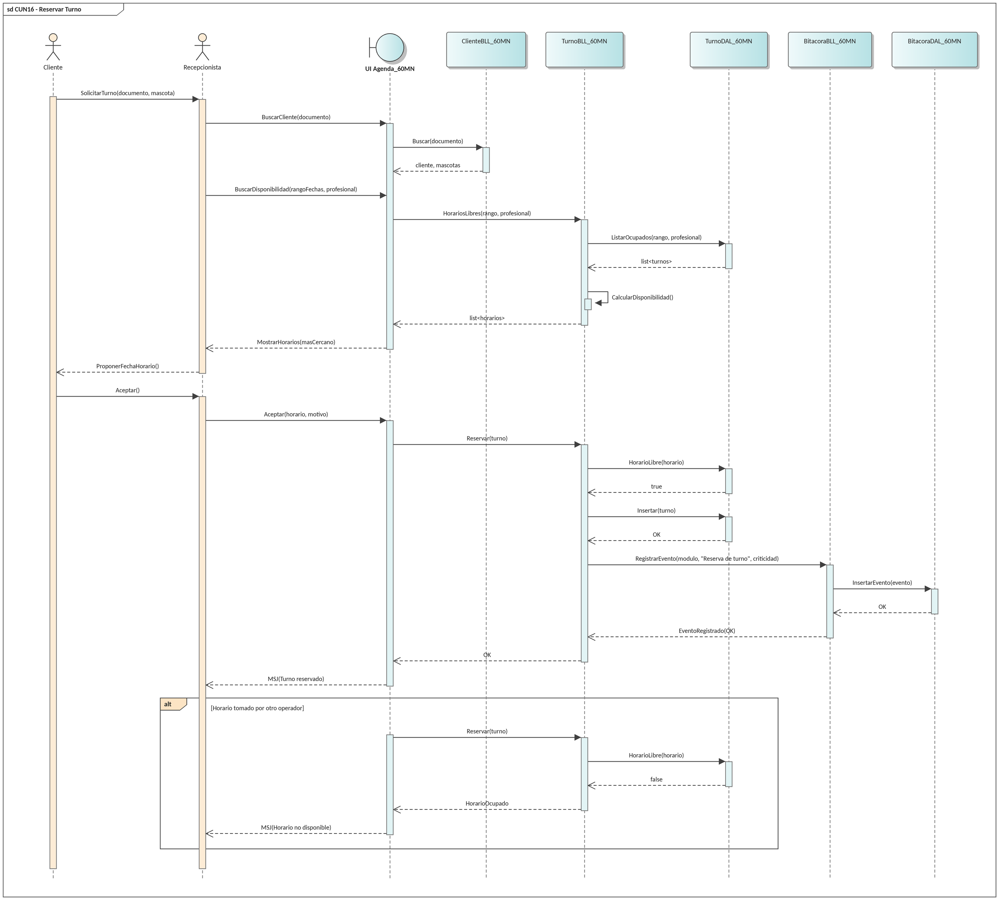 sd CUN16 - Reservar Turno
Cliente
Recepcionista
UI Agenda_60MN
ClienteBLL_60MN
TurnoBLL_60MN
TurnoDAL_60MN
BitacoraBLL_60MN
BitacoraDAL_60MN
SolicitarTurno(documento, mascota)
BuscarCliente(documento)
Buscar(documento)
cliente, mascotas
BuscarDisponibilidad(rangoFechas, profesional)
HorariosLibres(rango, profesional)
ListarOcupados(rango, profesional)
list<turnos>
CalcularDisponibilidad()
list<horarios>
MostrarHorarios(masCercano)
ProponerFechaHorario()
Aceptar()
Aceptar(horario, motivo)
Reservar(turno)
HorarioLibre(horario)
true
Insertar(turno)
OK
RegistrarEvento(modulo, "Reserva de turno", criticidad)
InsertarEvento(evento)
OK
EventoRegistrado(OK)
OK
MSJ(Turno reservado)
alt
[Horario tomado por otro operador]
Reservar(turno)
HorarioLibre(horario)
false
HorarioOcupado
MSJ(Horario no disponible)